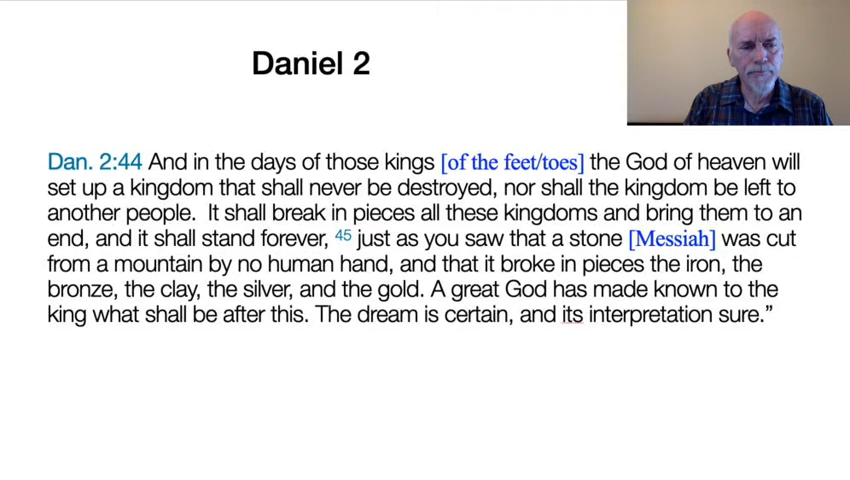 Daniel 2
Dan. 2:44 And in the days of those kings [of the feet/toes] the God of heaven will
set up a kingdom that shall never be destroyed, nor shall the kingdom be left to
another people.  It shall break in pieces all these kingdoms and bring them to an
end, and it shall stand forever, 45 just as you saw that a stone [Messiah] was cut
from a mountain by no human hand, and that it broke in pieces the iron, the
bronze, the clay, the silver, and the gold. A great God has made known to the
king what shall be after this. The dream is certain, and its interpretation sure.”